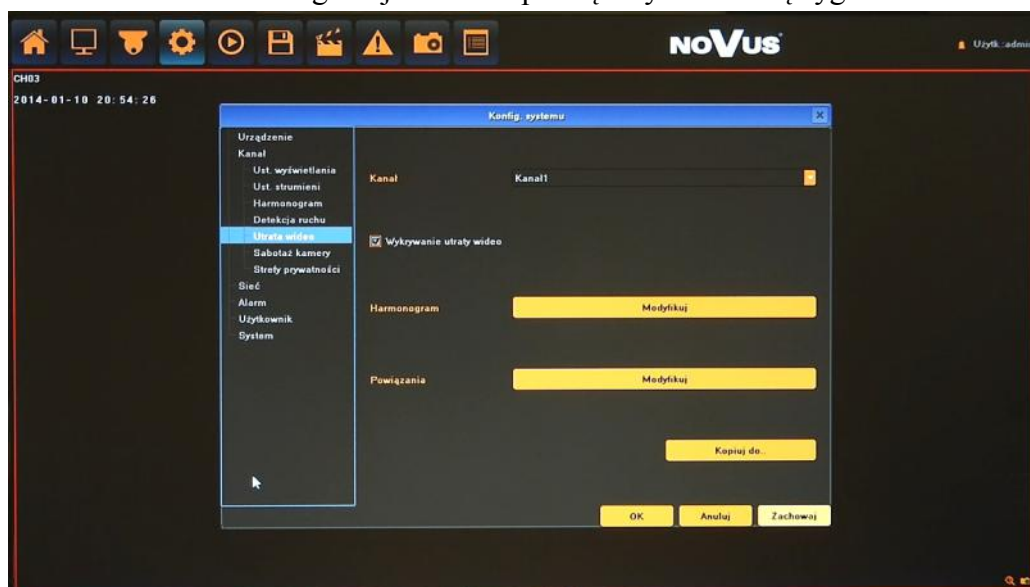 NOVUS
Użytk.:admi
CH03
2014-01-10 20:54:26
Konfig. systemu
Urządzenie
Kanał
Ust. wyświetlania
Ust. strumieni
Harmonogram
Detekcja ruchu
Utrata wideo
Sabotaż kamery
Strefy prywatności
Sieć
Alarm
Użytkownik
System
Kanał Kanał1
Wykrywanie utraty wideo
Harmonogram Modyfikuj
Powiązania Modyfikuj
Kopiuj do..
OK Anuluj Zachowaj